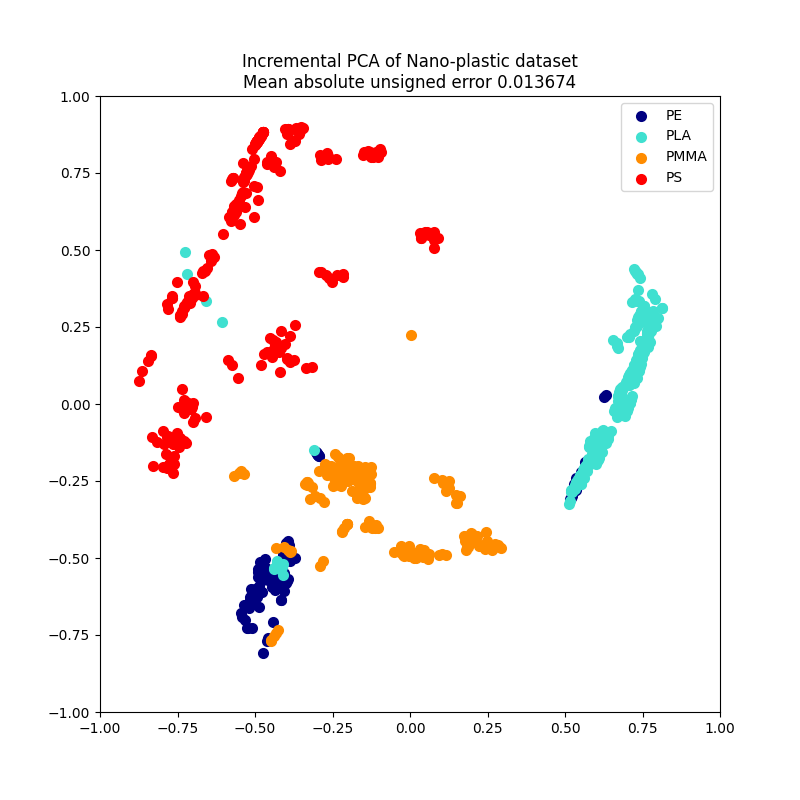 Incremental PCA of Nano-plastic dataset
Mean absolute unsigned error 0.013674
PE
PLA
PMMA
PS
1.00
0.75
0.50
0.25
0.00
−0.25
−0.50
−0.75
−1.00
−1.00 −0.75 −0.50 −0.25 0.00 0.25 0.50 0.75 1.00